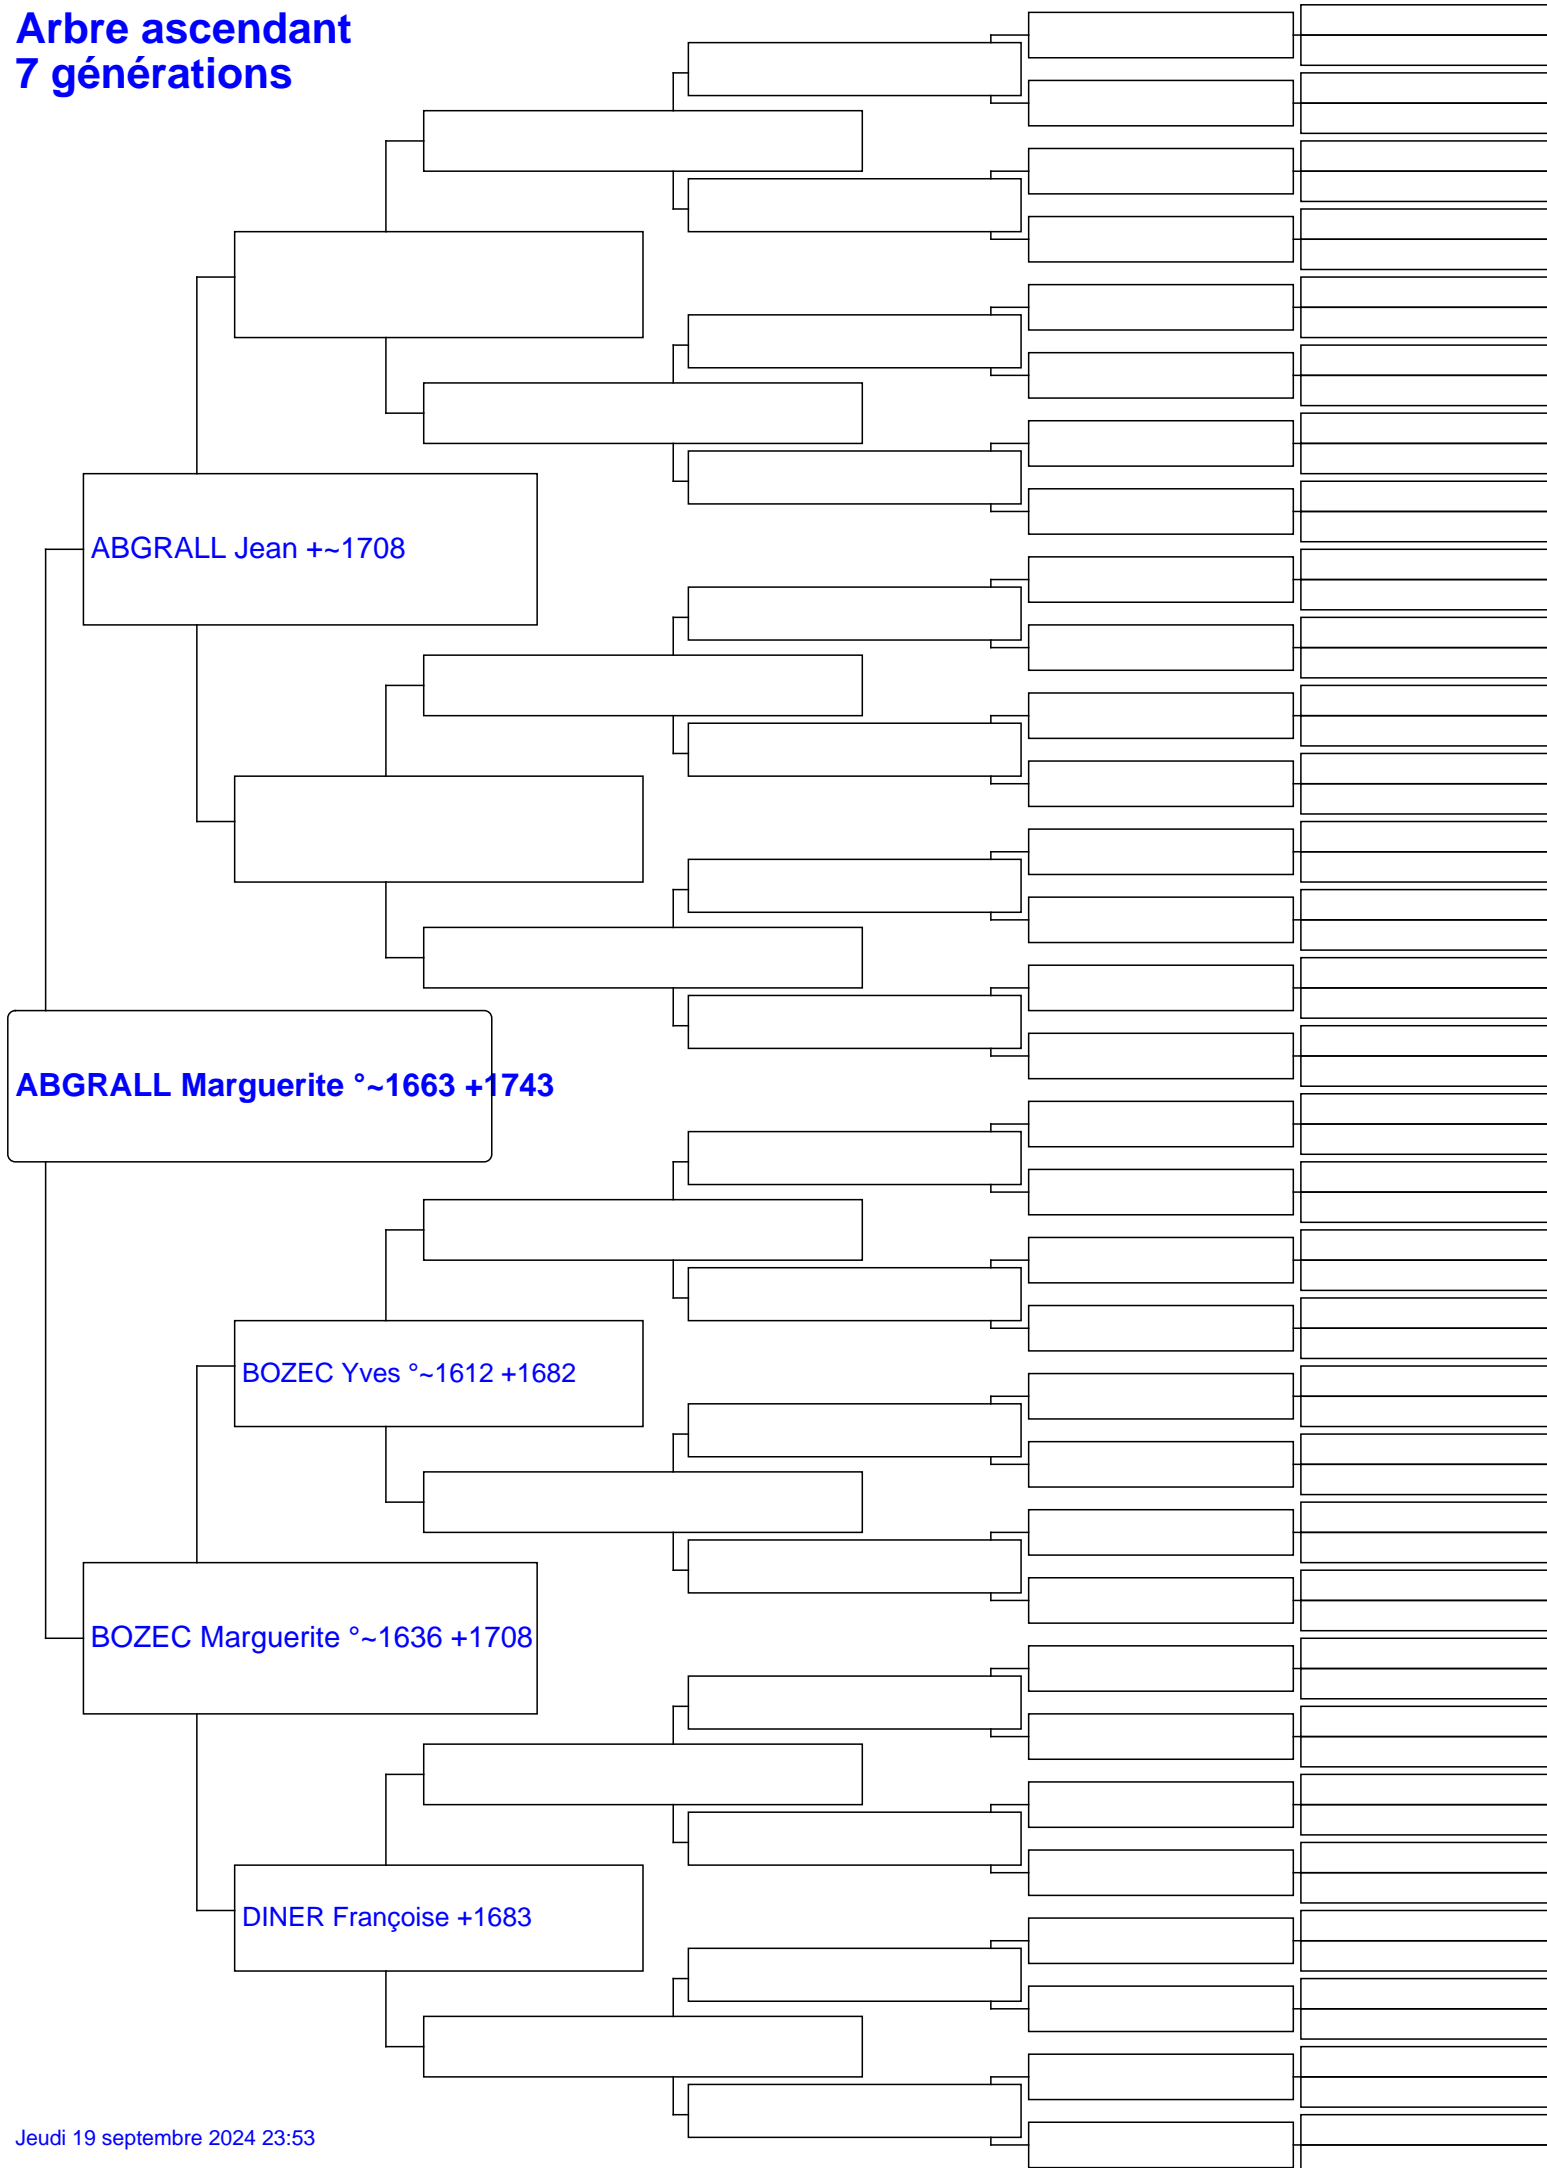 Arbre ascendant
7 générations
ABGRALL Jean +~1708
ABGRALL Marguerite °~1663 +1743
BOZEC Yves °~1612 +1682
BOZEC Marguerite °~1636 +1708
DINER Françoise +1683
Jeudi 19 septembre 2024 23:53